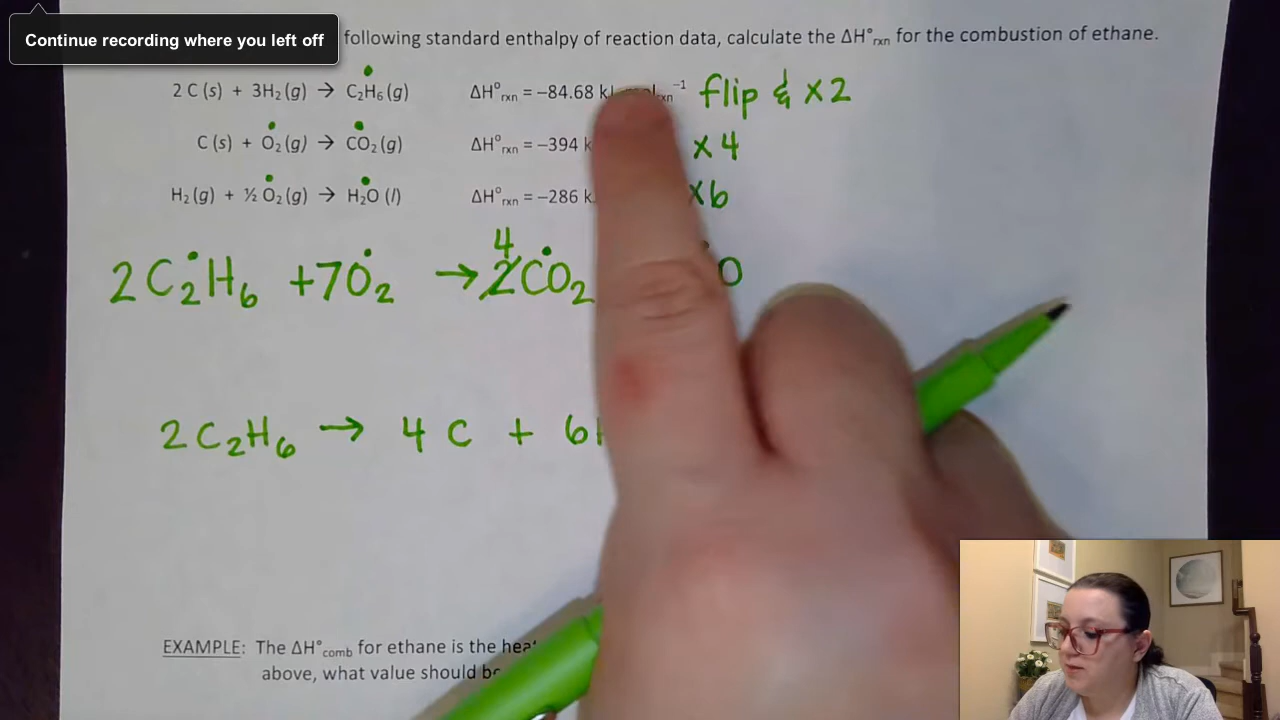 Continue recording where you left off
following standard enthalpy of reaction data, calculate the ΔH°rxn for the combustion of ethane.
2 C (s) + 3H₂ (g) → C₂H₆ (g) ΔH°rxn = −84.68 rxn⁻¹ flip & x2
C (s) + O₂ (g) → CO₂ (g) ΔH°rxn = −394 x4
H₂ (g) + ½ O₂ (g) → H₂O (l) ΔH°rxn = −286 x6
2C₂H₆ + 7O₂ → 4 2CO₂ O
2C₂H₆ → 4 C + 6
EXAMPLE: The ΔH°comb for ethane is the
above, what value should